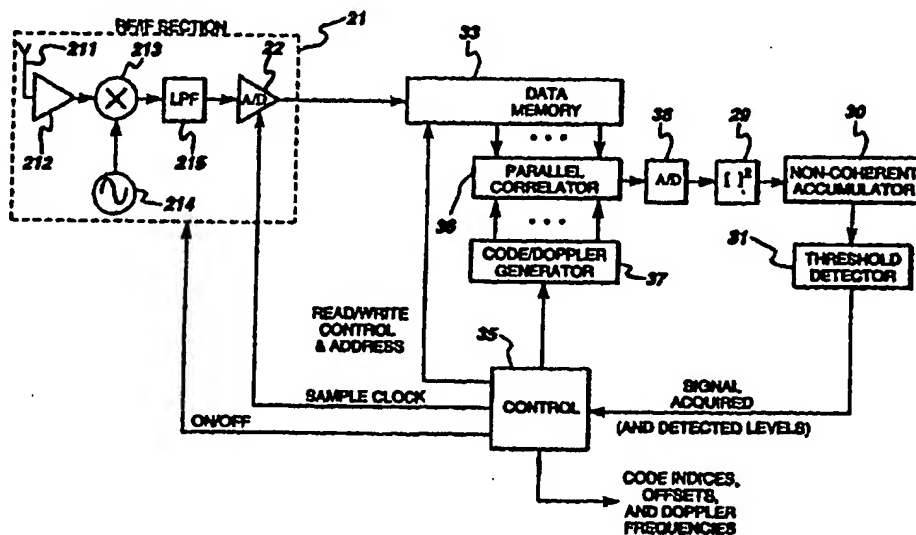 RF/IF SECTION
21
211
213
22
33
LPF
A/D
DATA
MEMORY
212
215
214
38
29
30
PARALLEL
CORRELATOR
A/D
[ ]²
NON-COHERENT
ACCUMULATOR
36
31
CODE/DOPPLER
GENERATOR
37
THRESHOLD
DETECTOR
READ/WRITE
CONTROL
& ADDRESS
35
SAMPLE CLOCK
CONTROL
SIGNAL
ACQUIRED
(AND DETECTED LEVELS)
ON/OFF
CODE INDICES,
OFFSETS,
AND DOPPLER
FREQUENCIES